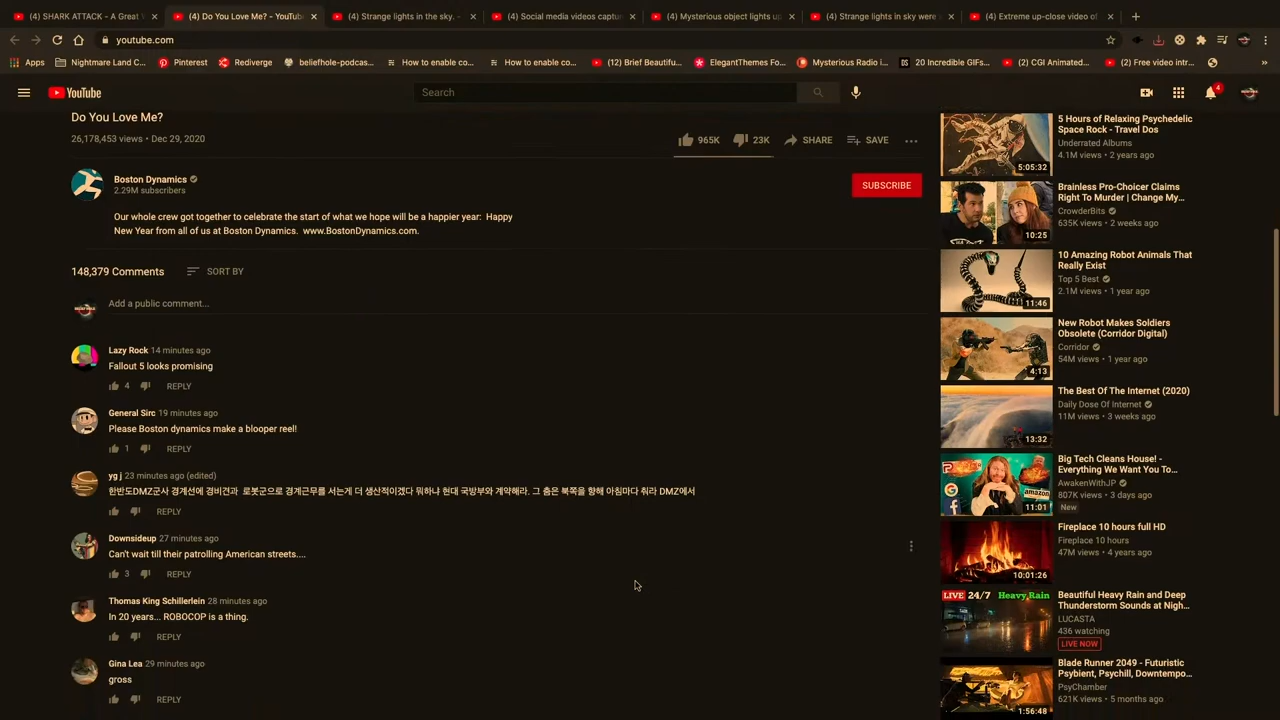 (4) SHARK ATTACK - A Great
(4) Do You Love Me? - YouTub
(4) Strange lights in the sky. -
(4) Social media videos captur
(4) Mysterious object lights up
(4) Strange lights in sky were
(4) Extreme up-close video of
youtube.com
Apps
Nightmare Land C...
Pinterest
Rediverge
beliefhole-podcas...
How to enable co...
How to enable co...
(12) Brief Beautifu...
ElegantThemes Fo...
Mysterious Radio i...
20 Incredible GIFs...
(2) CGI Animated...
(2) Free video intr...
YouTube
Search
4
Do You Love Me?
26,178,453 views • Dec 29, 2020
965K
23K
SHARE
SAVE
Boston Dynamics
2.29M subscribers
SUBSCRIBE
Our whole crew got together to celebrate the start of what we hope will be a happier year: Happy
New Year from all of us at Boston Dynamics. www.BostonDynamics.com.
148,379 Comments
SORT BY
Add a public comment...
Lazy Rock 14 minutes ago
Fallout 5 looks promising
4
REPLY
General Sirc 19 minutes ago
Please Boston dynamics make a blooper reel!
1
REPLY
yg j 23 minutes ago (edited)
한반도DMZ군사 경계선에 경비견과 로봇군으로 경계근무를 서는게 더 생산적이겠다 뭐하냐 현대 국방부와 계약해라. 그 춤은 북쪽을 향해 아침마다 춰라 DMZ에서
REPLY
Downsideup 27 minutes ago
Can't wait till their patrolling American streets....
3
REPLY
Thomas King Schillerlein 28 minutes ago
In 20 years... ROBOCOP is a thing.
REPLY
Gina Lea 29 minutes ago
gross
REPLY
5:05:32
5 Hours of Relaxing Psychedelic
Space Rock - Travel Dos
Underrated Albums
4.1M views • 2 years ago
10:25
Brainless Pro-Choicer Claims
Right To Murder | Change My...
CrowderBits
635K views • 2 weeks ago
11:46
10 Amazing Robot Animals That
Really Exist
Top 5 Best
2.1M views • 1 year ago
4:13
New Robot Makes Soldiers
Obsolete (Corridor Digital)
Corridor
54M views • 1 year ago
13:32
The Best Of The Internet (2020)
Daily Dose Of Internet
11M views • 3 weeks ago
amazon
11:01
Big Tech Cleans House! -
Everything We Want You To...
AwakenWithJP
807K views • 3 days ago
New
10:01:26
Fireplace 10 hours full HD
Fireplace 10 hours
47M views • 4 years ago
LIVE 24/7 Heavy Rain
Beautiful Heavy Rain and Deep
Thunderstorm Sounds at Nigh...
LUCASTA
436 watching
LIVE NOW
1:56:48
Blade Runner 2049 - Futuristic
Psybient, Psychill, Downtempo...
PsyChamber
621K views • 5 months ago